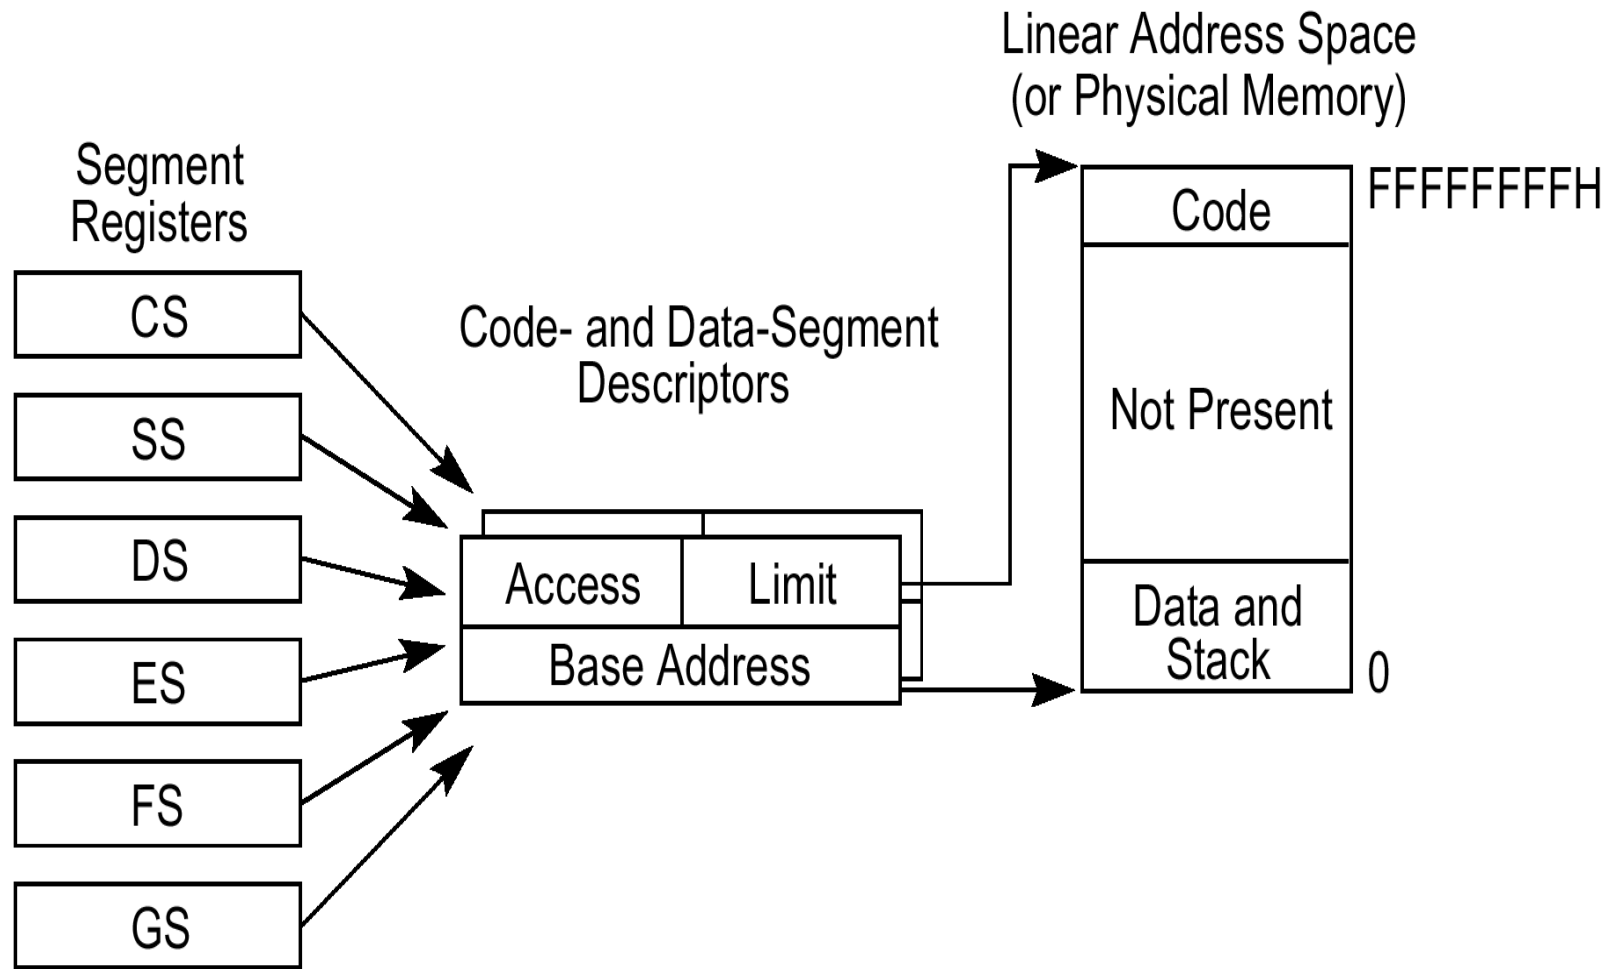 Linear Address Space
(or Physical Memory)
Segment
Registers
CS
SS
DS
ES
FS
GS
Code- and Data-Segment
Descriptors
Access
Limit
Base Address
Code
FFFFFFFFH
Not Present
Data and
Stack
0